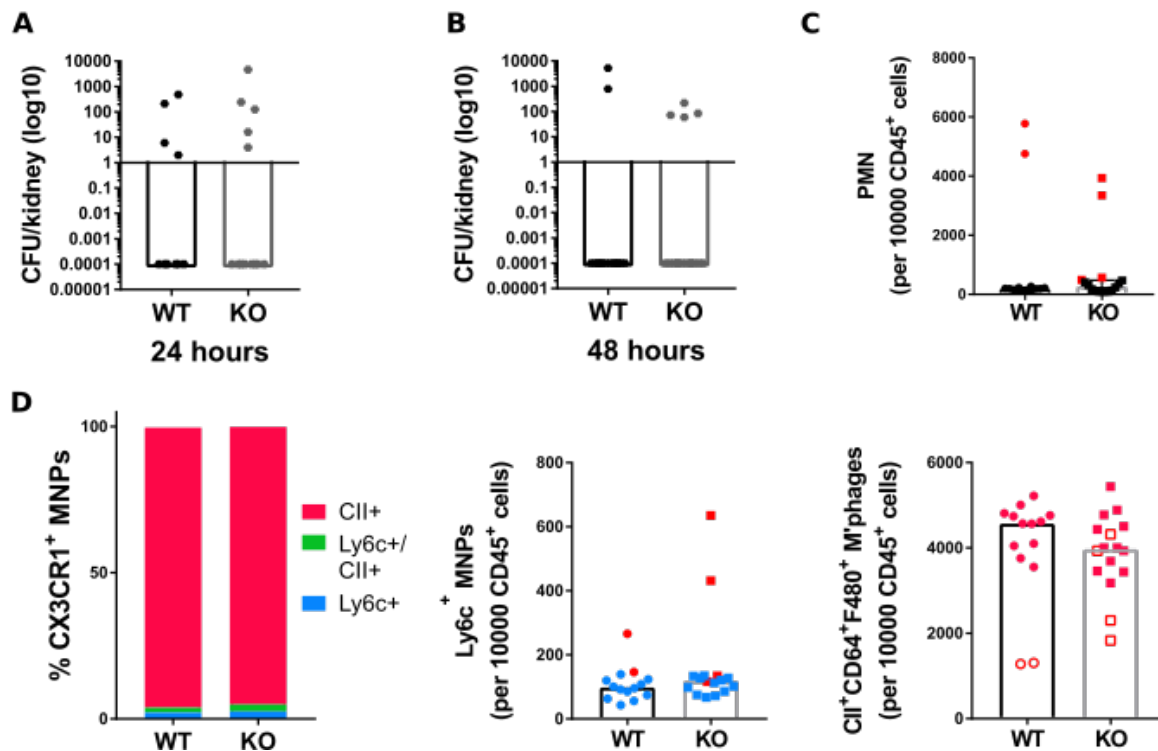 A
CFU/kidney (log10)
10000
1000
100
10
1
0.1
0.01
0.001
0.0001
0.00001
WT KO
24 hours
B
CFU/kidney (log10)
10000
1000
100
10
1
0.1
0.01
0.001
0.0001
0.00001
WT KO
48 hours
C
PMN
(per 10000 CD45+ cells)
8000
6000
4000
2000
0
WT KO
D
% CX3CR1+ MNPs
100
50
0
WT KO
CII+
Ly6c+/
CII+
Ly6c+
Ly6c+ MNPs
(per 10000 CD45+ cells)
800
600
400
200
0
WT KO
CII+CD64+F480+ M'phages
(per 10000 CD45+ cells)
6000
4000
2000
0
WT KO